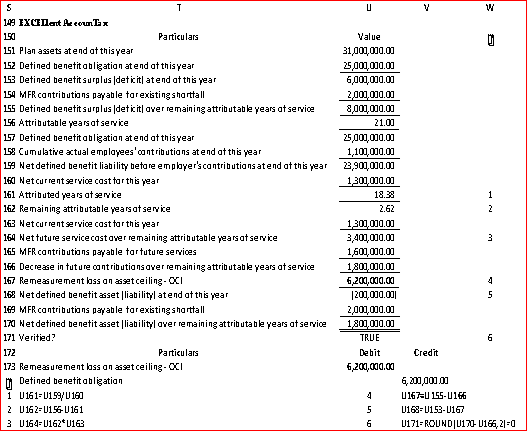 S T U V W
149 EXCELlent AccounTax
150 Particulars Value
151 Plan assets at end of this year 31,000,000.00
152 Defined benefit obligation at end of this year 25,000,000.00
153 Defined benefit surplus (deficit) at end of this year 6,000,000.00
154 MFR contributions payable for existing shortfall 2,000,000.00
155 Defined benefit surplus (deficit) over remaining attributable years of service 8,000,000.00
156 Attributable years of service 21.00
157 Defined benefit obligation at end of this year 25,000,000.00
158 Cumulative actual employees' contributions at end of this year 1,100,000.00
159 Net defined benefit liability before employer's contributions at end of this year 23,900,000.00
160 Net current service cost for this year 1,300,000.00
161 Attributed years of service 18.38 1
162 Remaining attributable years of service 2.62 2
163 Net current service cost for this year 1,300,000.00
164 Net future service cost over remaining attributable years of service 3,400,000.00 3
165 MFR contributions payable for future services 1,600,000.00
166 Decrease in future contributions over remaining attributable years of service 1,800,000.00
167 Remeasurement loss on asset ceiling - OCI 6,200,000.00 4
168 Net defined benefit asset (liability) at end of this year (200,000.00) 5
169 MFR contributions payable for existing shortfall 2,000,000.00
170 Net defined benefit asset (liability) over remaining attributable years of service 1,800,000.00
171 Verified? TRUE 6
172 Particulars Debit Credit
173 Remeasurement loss on asset ceiling - OCI 6,200,000.00
Defined benefit obligation 6,200,000.00
1 U161=U159/U160 4 U167=U155-U166
2 U162=U156-U161 5 U168=U153-U167
3 U164=U162*U163 6 U171=ROUND(U170-U166,2)=0